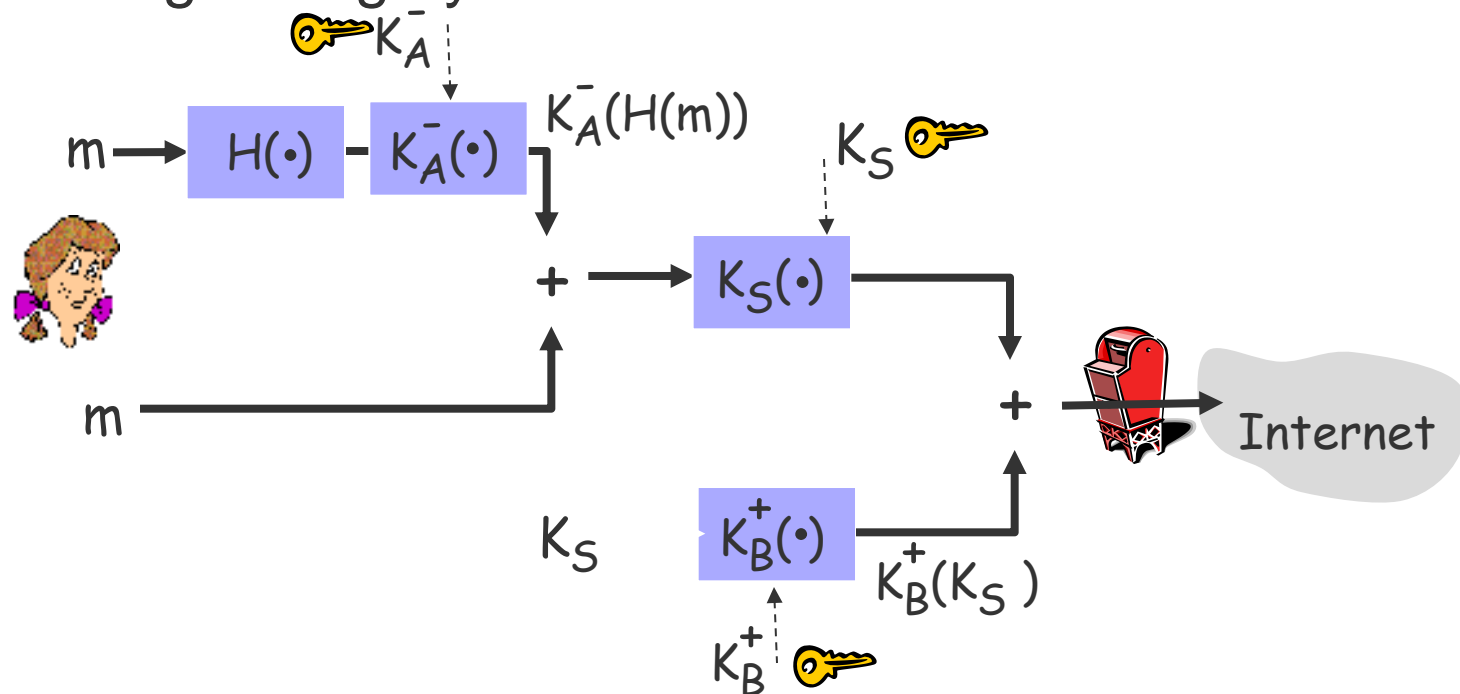 K_A^-
m
H(•)
K_A^-(•)
K_A^-(H(m))
K_S
+
K_S(•)
m
+
Internet
K_S
K_B^+(•)
K_B^+(K_S )
K_B^+